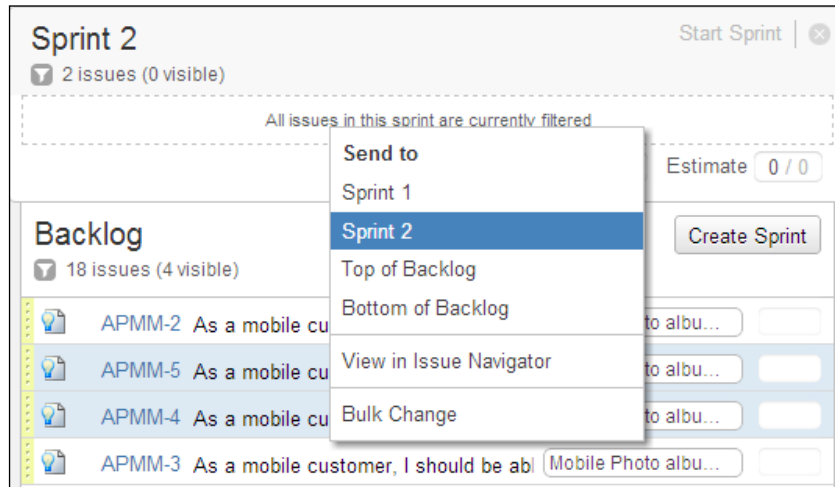 Sprint 2
Start Sprint
2 issues (0 visible)
All issues in this sprint are currently filtered
Send to
Estimate 0 / 0
Sprint 1
Backlog
Sprint 2
Create Sprint
18 issues (4 visible)
Top of Backlog
Bottom of Backlog
APMM-2 As a mobile cu to albu...
View in Issue Navigator
APMM-5 As a mobile cu to albu...
Bulk Change
APMM-4 As a mobile cu to albu...
APMM-3 As a mobile customer, I should be abl Mobile Photo albu...